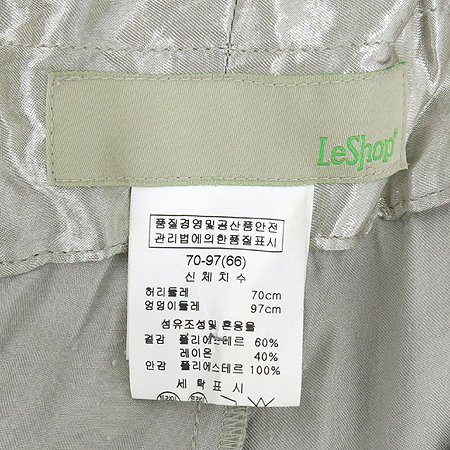 LeShop
품질경영및공산품안전
관리법에의한품질표시
70-97(66)
신체치수
허리둘레 70cm
엉덩이둘레 97cm
섬유조성및 혼용율
겉감 폴리에스테르 60%
레이온 40%
안감 폴리에스테르 100%
세탁표시